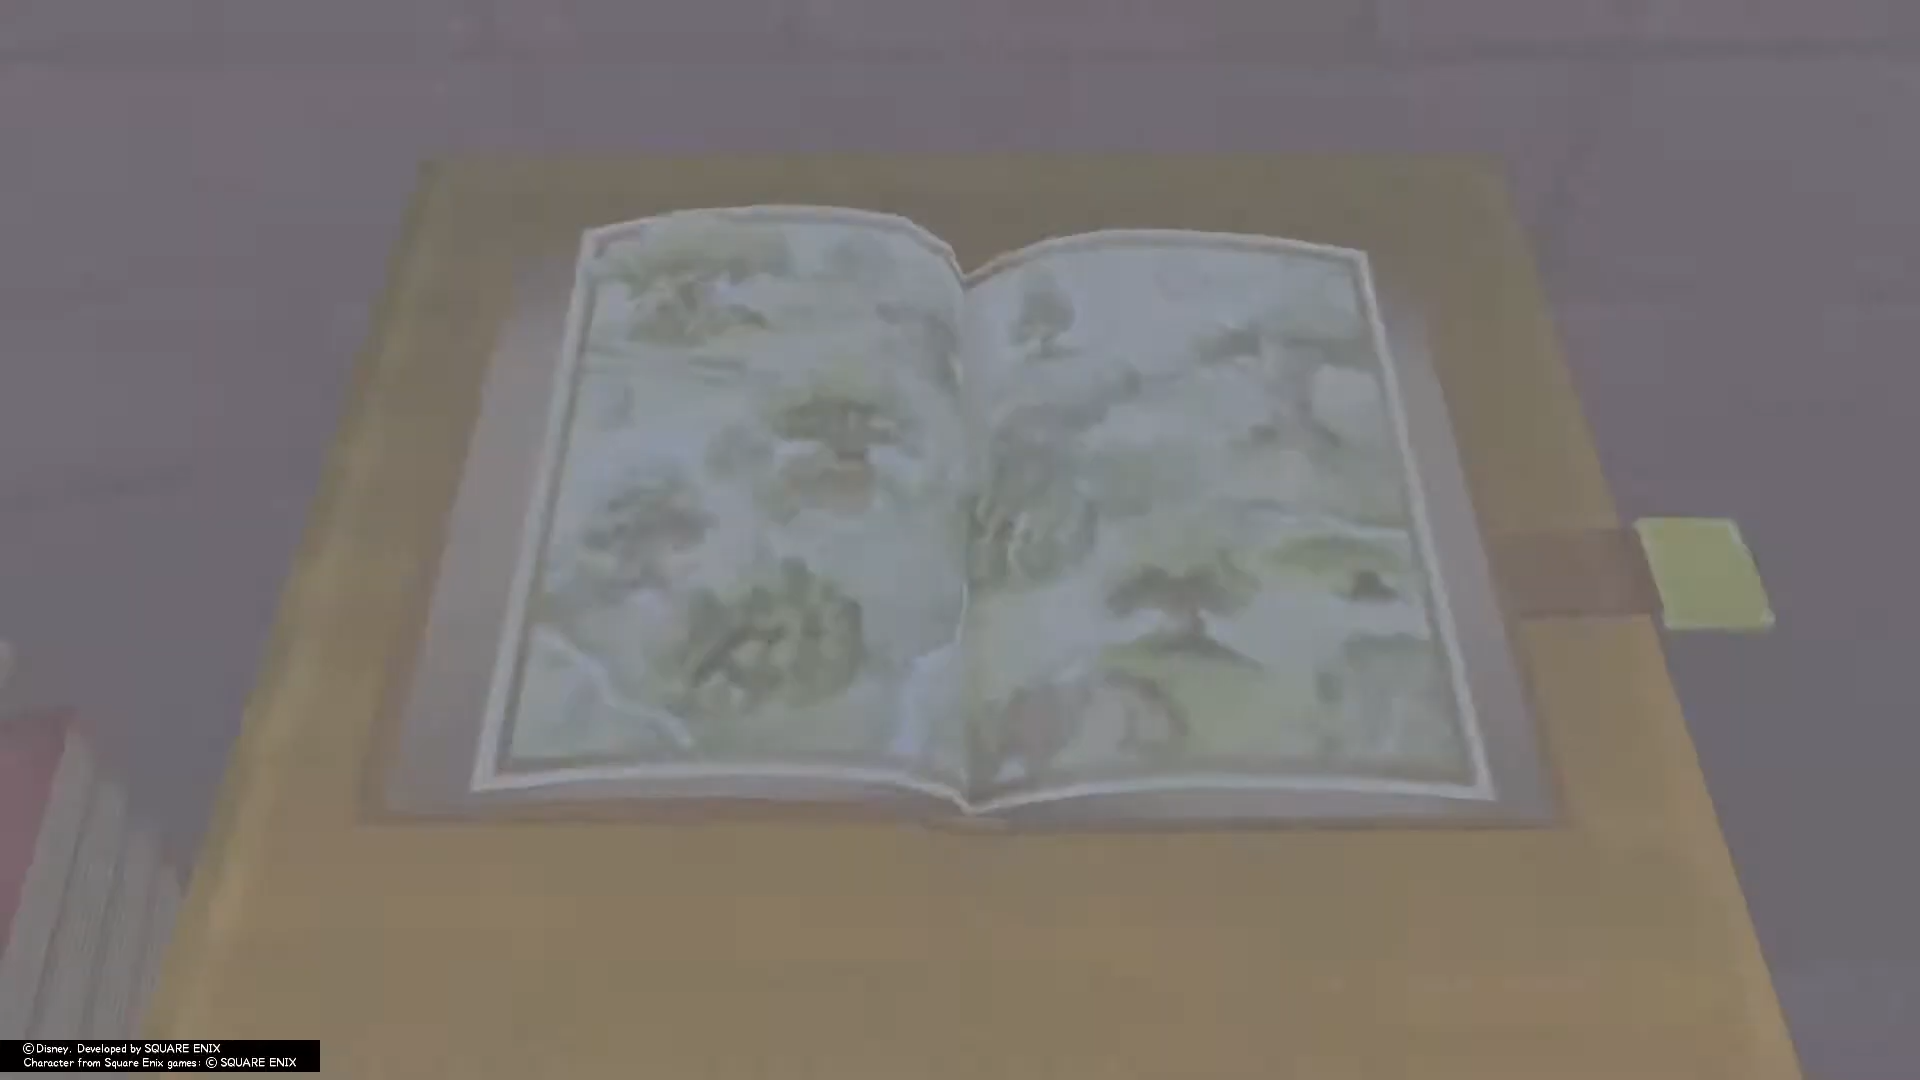 ©Disney. Developed by SQUARE ENIX
Character from Square Enix games: © SQUARE ENIX